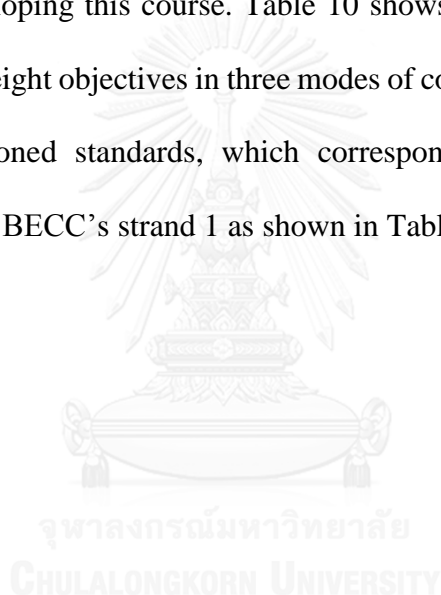 oping this course. Table 10 shows
eight objectives in three modes of co
oned standards, which correspon
BECC's strand 1 as shown in Tabl
จุฬาลงกรณ์มหาวิทยาลัย
CHULALONGKORN UNIVERSITY